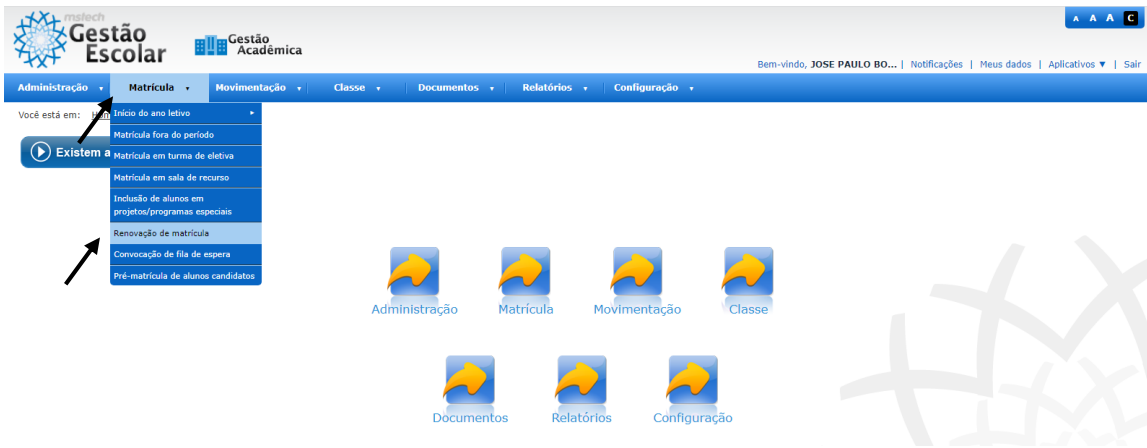 mstech
Gestão
Escolar
Gestão
Acadêmica
A A A C
Bem-vindo, JOSE PAULO BO... | Notificações | Meus dados | Aplicativos ▼ | Sair
Administração Matrícula Movimentação Classe Documentos Relatórios Configuração
Você está em:
Início do ano letivo
Matrícula fora do período
Existem a
Matrícula em turma de eletiva
Matrícula em sala de recurso
Inclusão de alunos em
projetos/programas especiais
Renovação de matrícula
Convocação de fila de espera
Pré-matrícula de alunos candidatos
Administração Matrícula Movimentação Classe
Documentos Relatórios Configuração